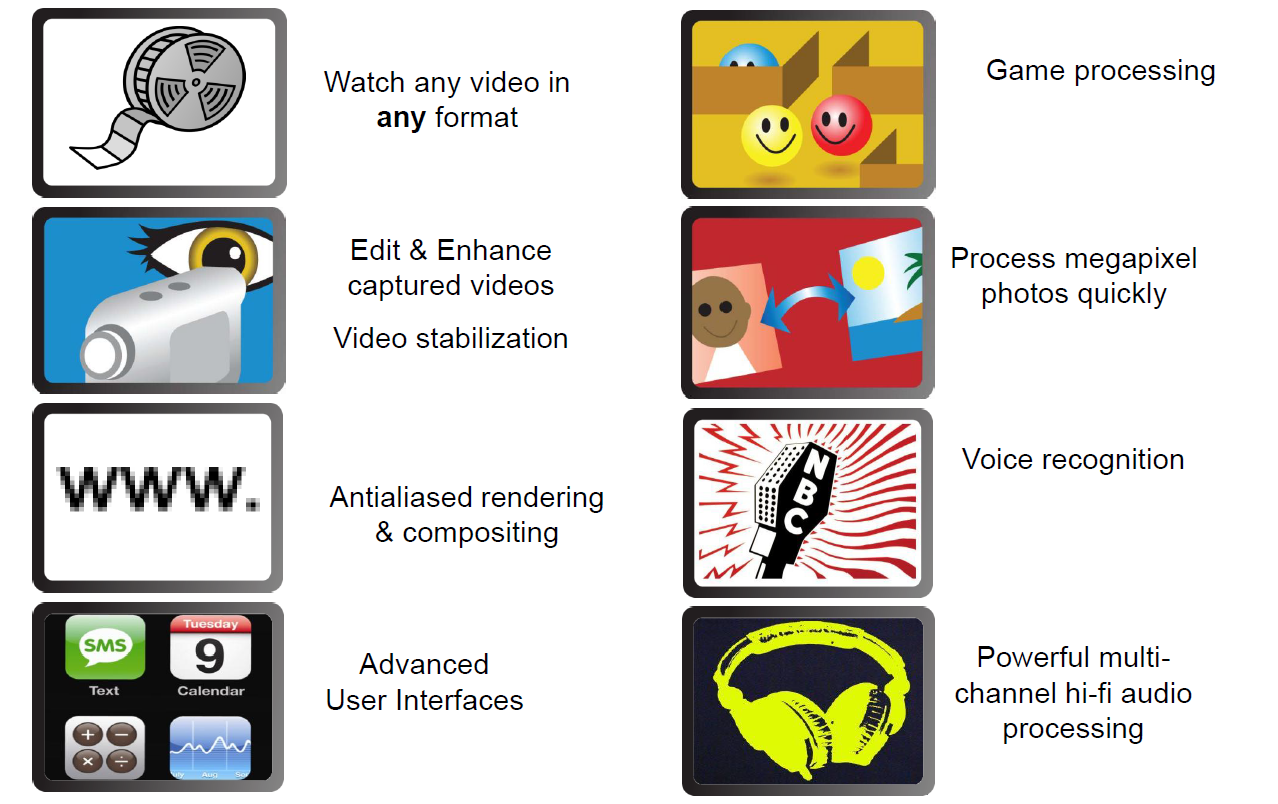 Watch any video in
any format
Game processing
Edit & Enhance
captured videos
Video stabilization
Process megapixel
photos quickly
www.
Antialiased rendering
& compositing
NBC
Voice recognition
SMS
Text
Tuesday
9
Calendar
+ −
× ÷
Aug
Advanced
User Interfaces
Powerful multi-
channel hi-fi audio
processing